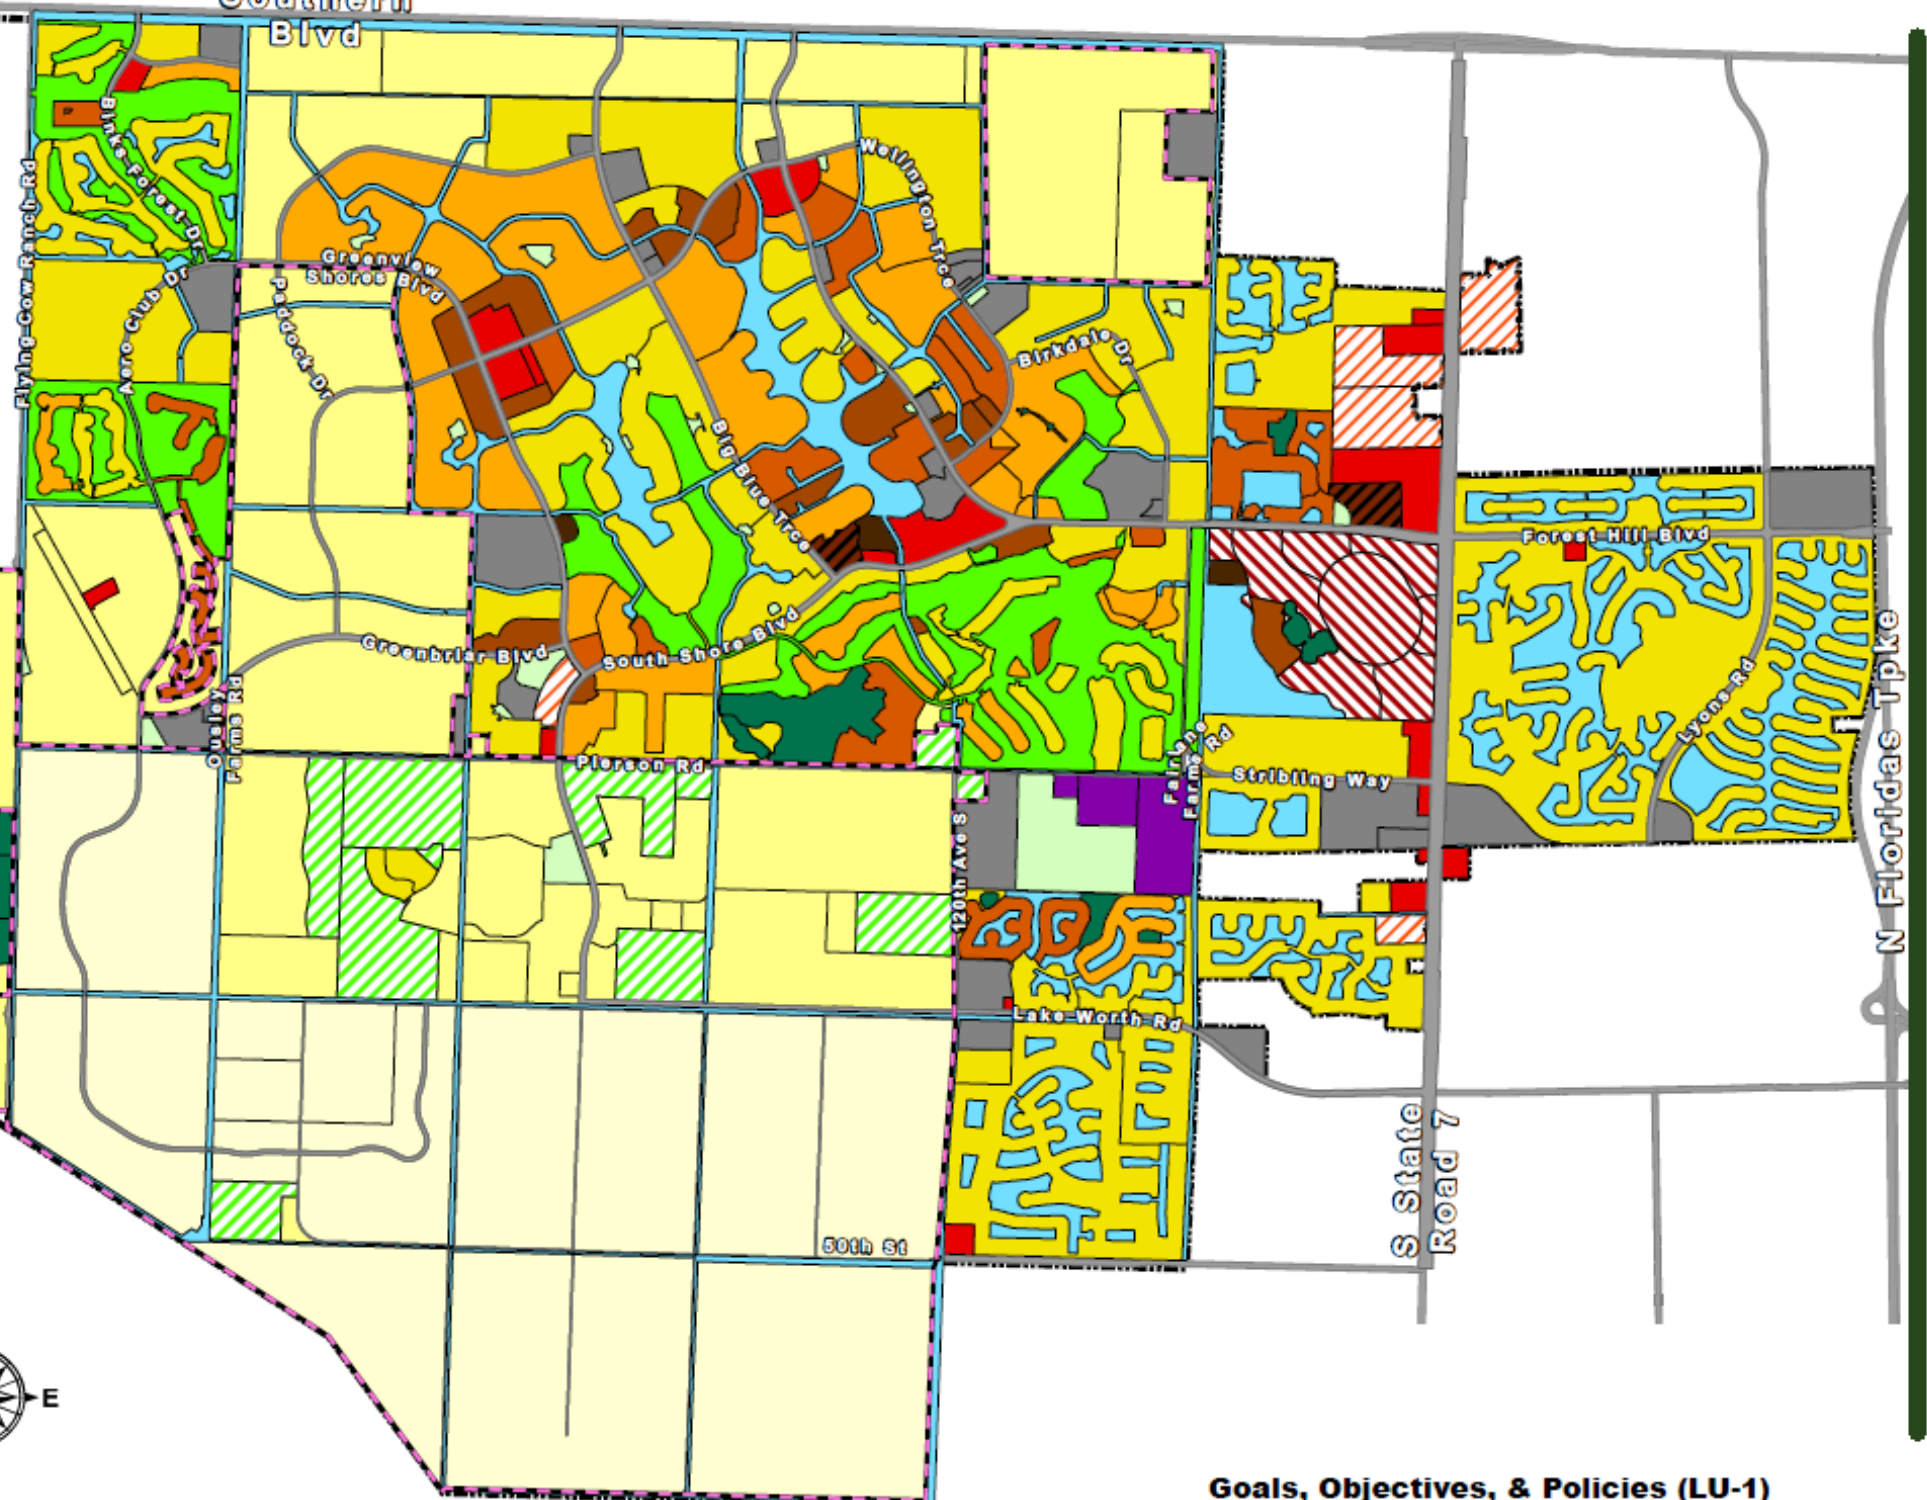 Southern
Blvd
Binks Forest Dr
Flying Cow Ranch Rd
Wellington Trce
Greenview
Shores Blvd
Aero Club Dr
Paddock Dr
Birkdale Dr
Big Blue Trce
Forest Hill Blvd
Greenbriar Blvd
South Shore Blvd
Ousley
Farms Rd
Lyons Rd
N Floridas Tpke
Pierson Rd
Fairlane
Farms Rd
Stribling Way
120th Ave S
Lake Worth Rd
S State
Road 7
50th St
E
Goals, Objectives, & Policies (LU-1)